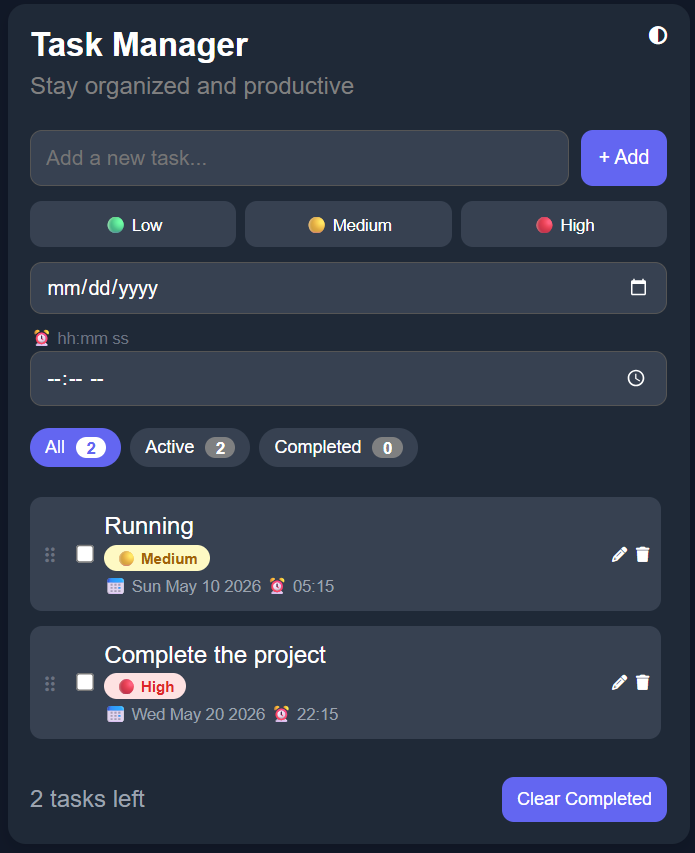 Task Manager
Stay organized and productive
Add a new task...
+ Add
Low
Medium
High
mm/dd/yyyy
hh:mm ss
--:-- --
All 2
Active 2
Completed 0
Running
Medium
Sun May 10 2026 05:15
Complete the project
High
Wed May 20 2026 22:15
2 tasks left
Clear Completed